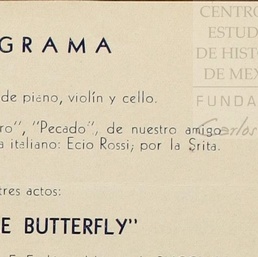 CENTRO
ESTUD
DE HISTO
DE MEX
FUNDA
Carlos
GRAMA
de piano, violín y cello.
ro", "Pecado", de nuestro amigo
a italiano: Ecio Rossi; por la Srita.
tres actos:
E BUTTERFLY"